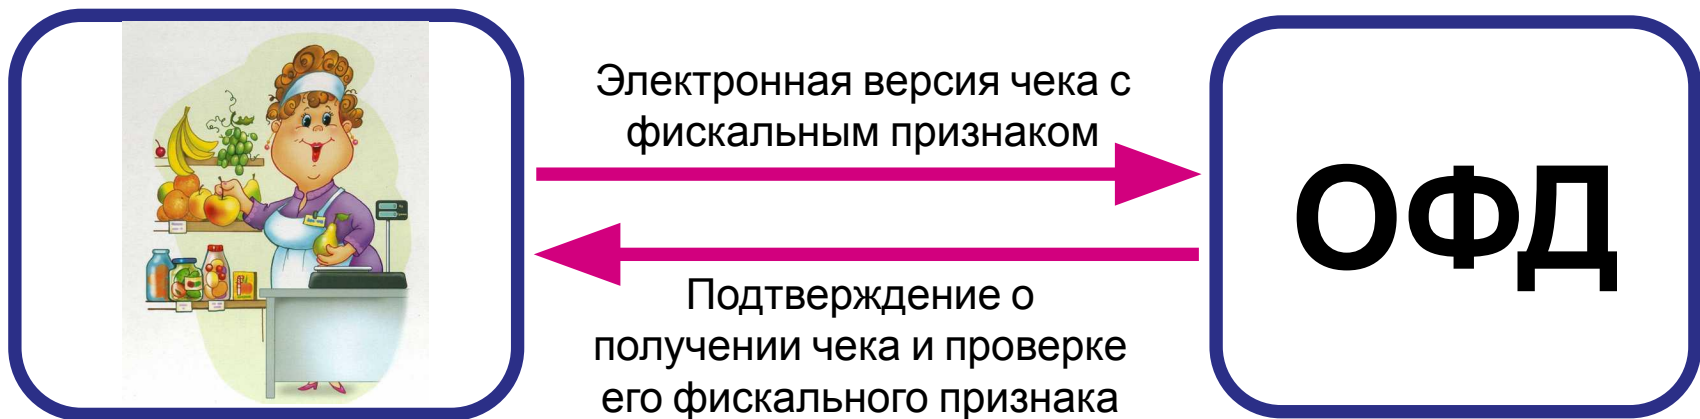 Электронная версия чека с
фискальным признаком
ОФД
Подтверждение о
получении чека и проверке
его фискального признака